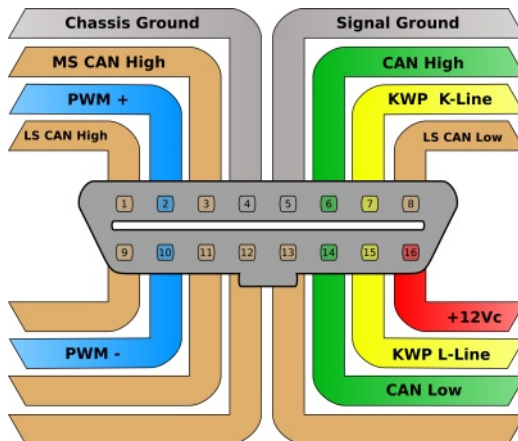 Chassis Ground
Signal Ground
MS CAN High
CAN High
PWM +
KWP K-Line
LS CAN High
LS CAN Low
1 2 3 4 5 6 7 8
9 10 11 12 13 14 15 16
+12Vc
PWM -
KWP L-Line
CAN Low